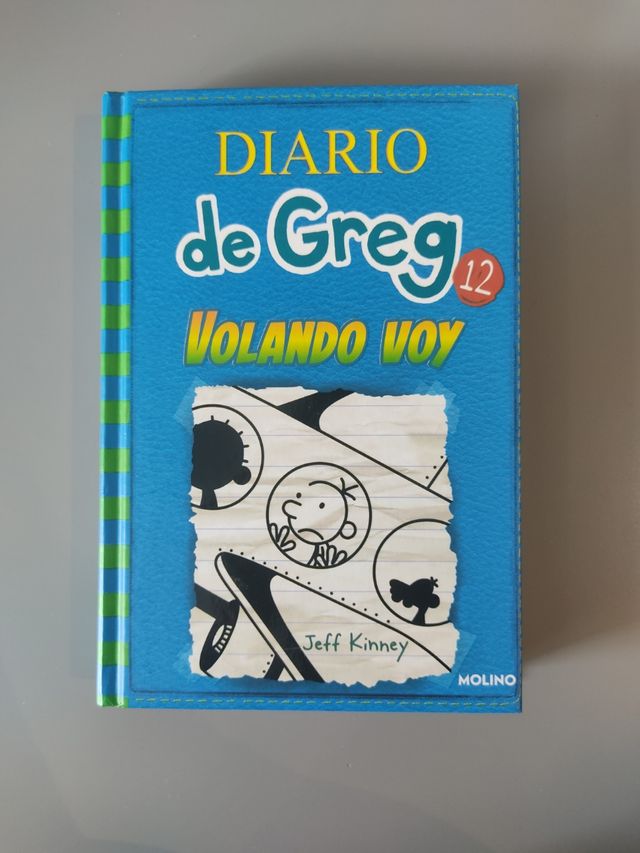 DIARIO
de Greg
12
VOLANDO VOY
Jeff Kinney
MOLINO